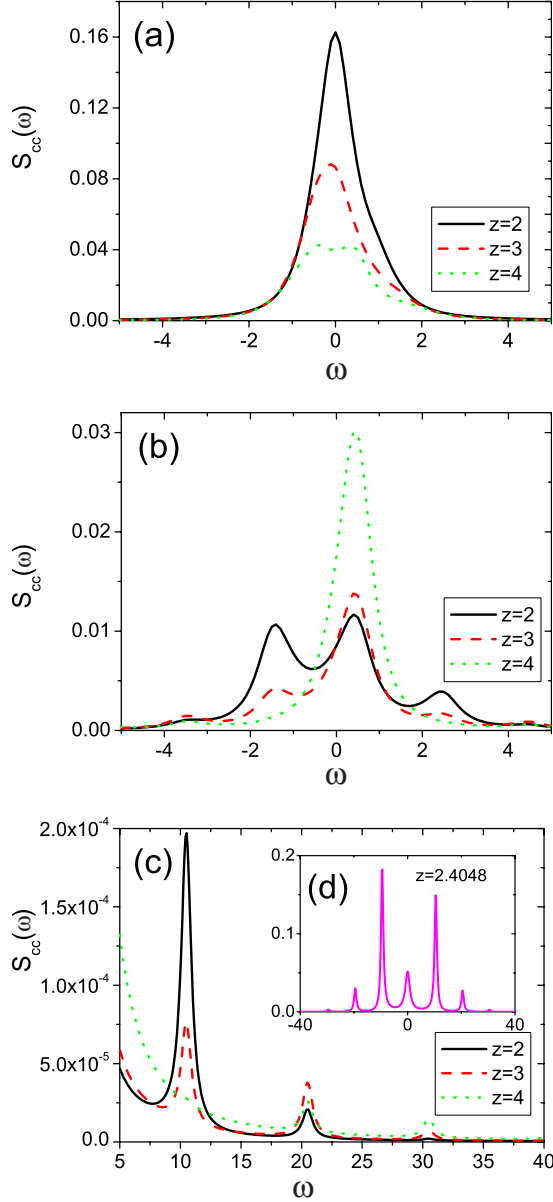 (a)
S_cc(ω)
0.16
0.12
0.08
0.04
0.00
z=2
z=3
z=4
-4 -2 0 2 4
ω
(b)
S_cc(ω)
0.03
0.02
0.01
0.00
z=2
z=3
z=4
-4 -2 0 2 4
ω
(c)
S_cc(ω)
2.0x10⁻⁴
1.5x10⁻⁴
1.0x10⁻⁴
5.0x10⁻⁵
0.0
(d)
z=2.4048
0.2
0.1
0.0
-40 -20 0 20 40
z=2
z=3
z=4
5 10 15 20 25 30 35 40
ω